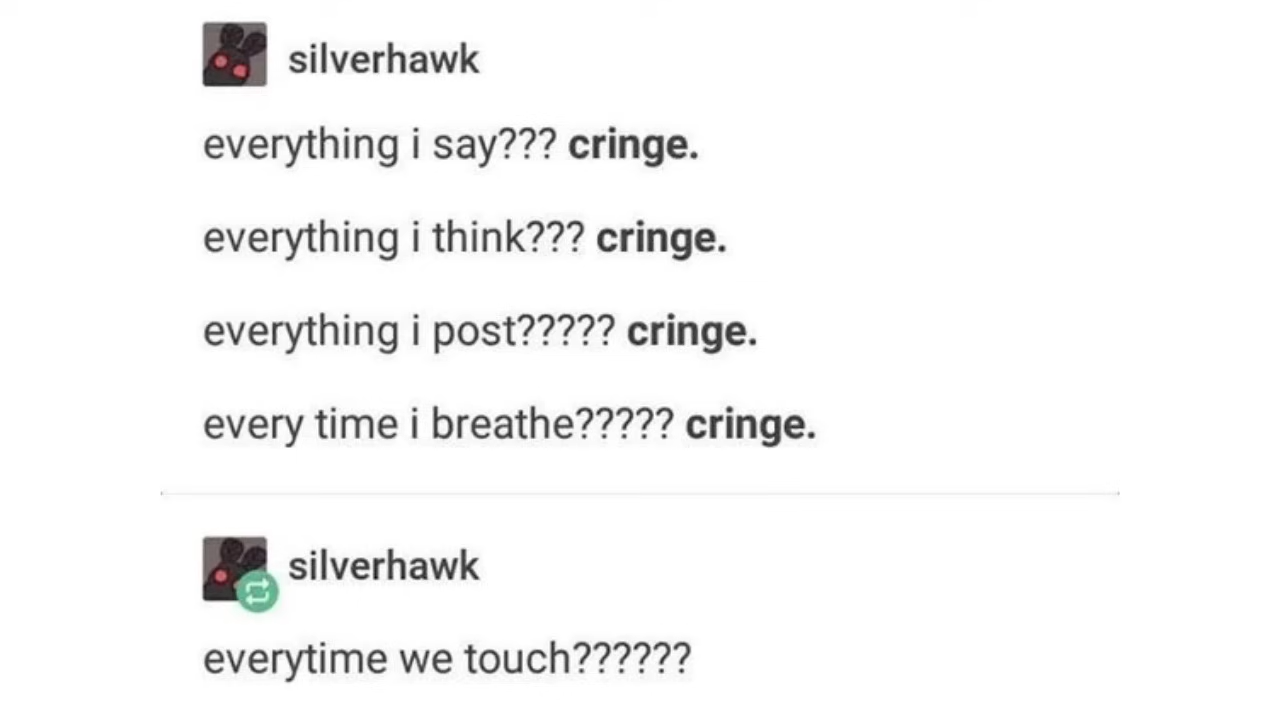 silverhawk
everything i say??? cringe.
everything i think??? cringe.
everything i post????? cringe.
every time i breathe????? cringe.
silverhawk
everytime we touch??????